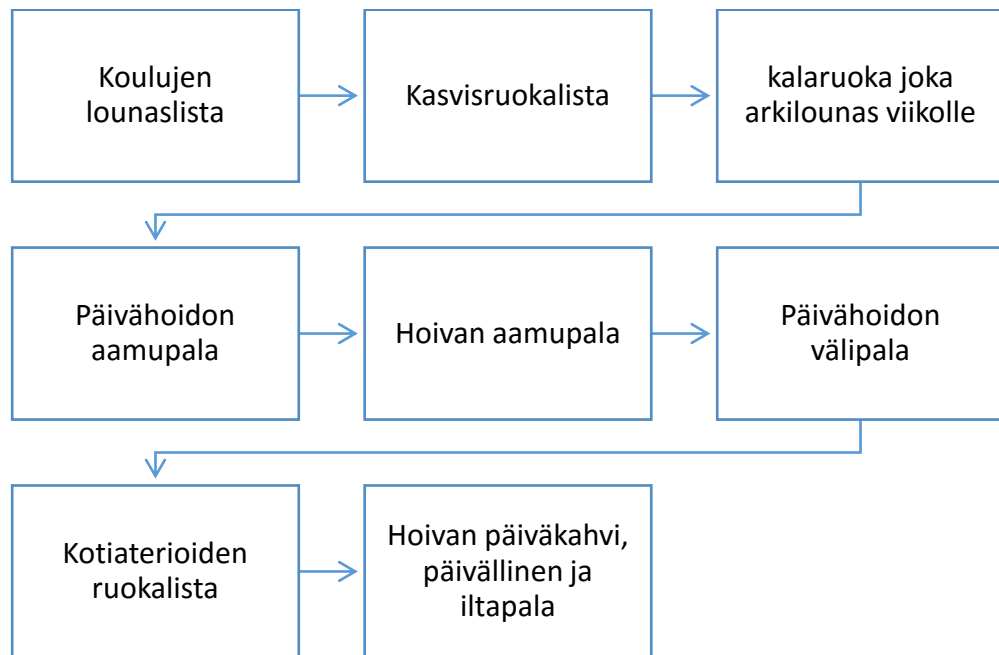 Koulujen
lounaslista
Kasvisruokalista
kalaruoka joka
arkilounas viikolle
Päivähoidon
aamupala
Hoivan aamupala
Päivähoidon
välipala
Kotiaterioiden
ruokalista
Hoivan päiväkahvi,
päivällinen ja
iltapala